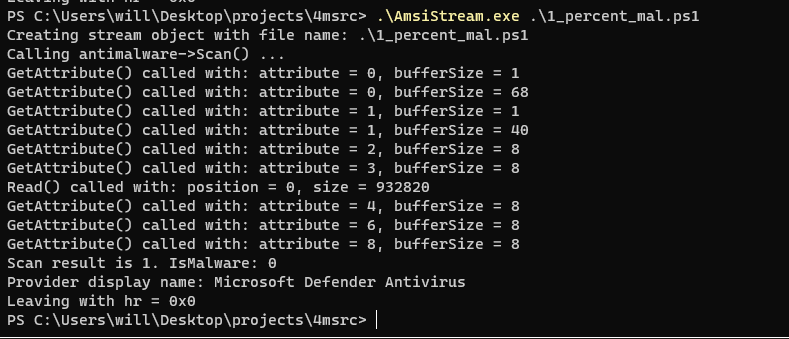 Leaving with hr = 0x0
PS C:\Users\will\Desktop\projects\4msrc> .\AmsiStream.exe .\1_percent_mal.ps1
Creating stream object with file name: .\1_percent_mal.ps1
Calling antimalware->Scan() ...
GetAttribute() called with: attribute = 0, bufferSize = 1
GetAttribute() called with: attribute = 0, bufferSize = 68
GetAttribute() called with: attribute = 1, bufferSize = 1
GetAttribute() called with: attribute = 1, bufferSize = 40
GetAttribute() called with: attribute = 2, bufferSize = 8
GetAttribute() called with: attribute = 3, bufferSize = 8
Read() called with: position = 0, size = 932820
GetAttribute() called with: attribute = 4, bufferSize = 8
GetAttribute() called with: attribute = 6, bufferSize = 8
GetAttribute() called with: attribute = 8, bufferSize = 8
Scan result is 1. IsMalware: 0
Provider display name: Microsoft Defender Antivirus
Leaving with hr = 0x0
PS C:\Users\will\Desktop\projects\4msrc>